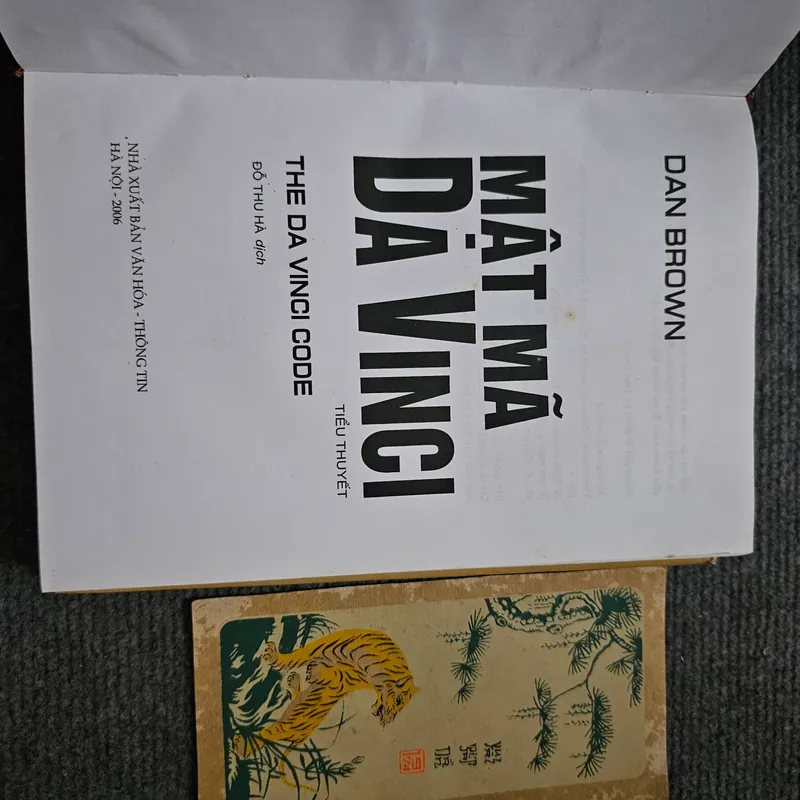 DAN BROWN
MẬT MÃ
DA VINCI
TIỂU THUYẾT
THE DA VINCI CODE
ĐỖ THU HÀ dịch
NHÀ XUẤT BẢN VĂN HÓA - THÔNG TIN
HÀ NỘI - 2006